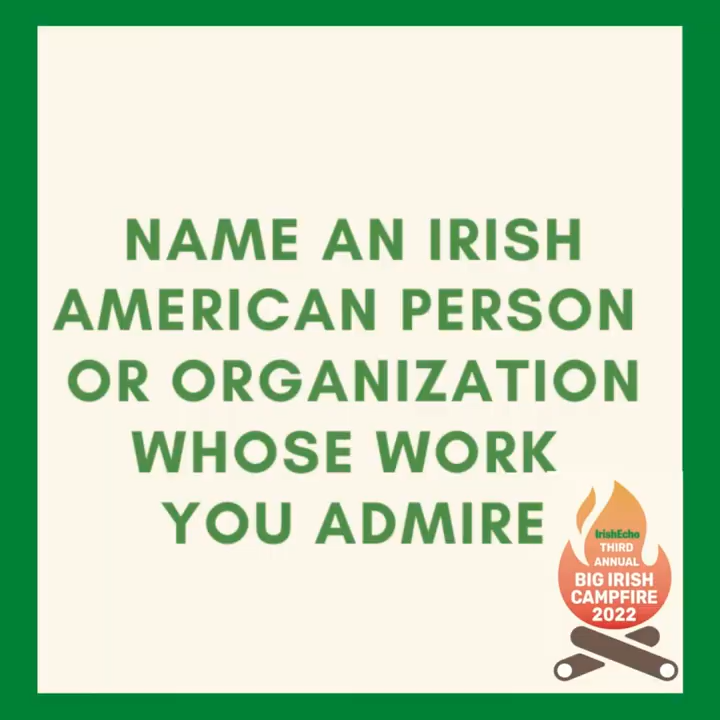 NAME AN IRISH
AMERICAN PERSON
OR ORGANIZATION
WHOSE WORK
YOU ADMIRE
IrishEcho
THIRD
ANNUAL
BIG IRISH
CAMPFIRE
2022